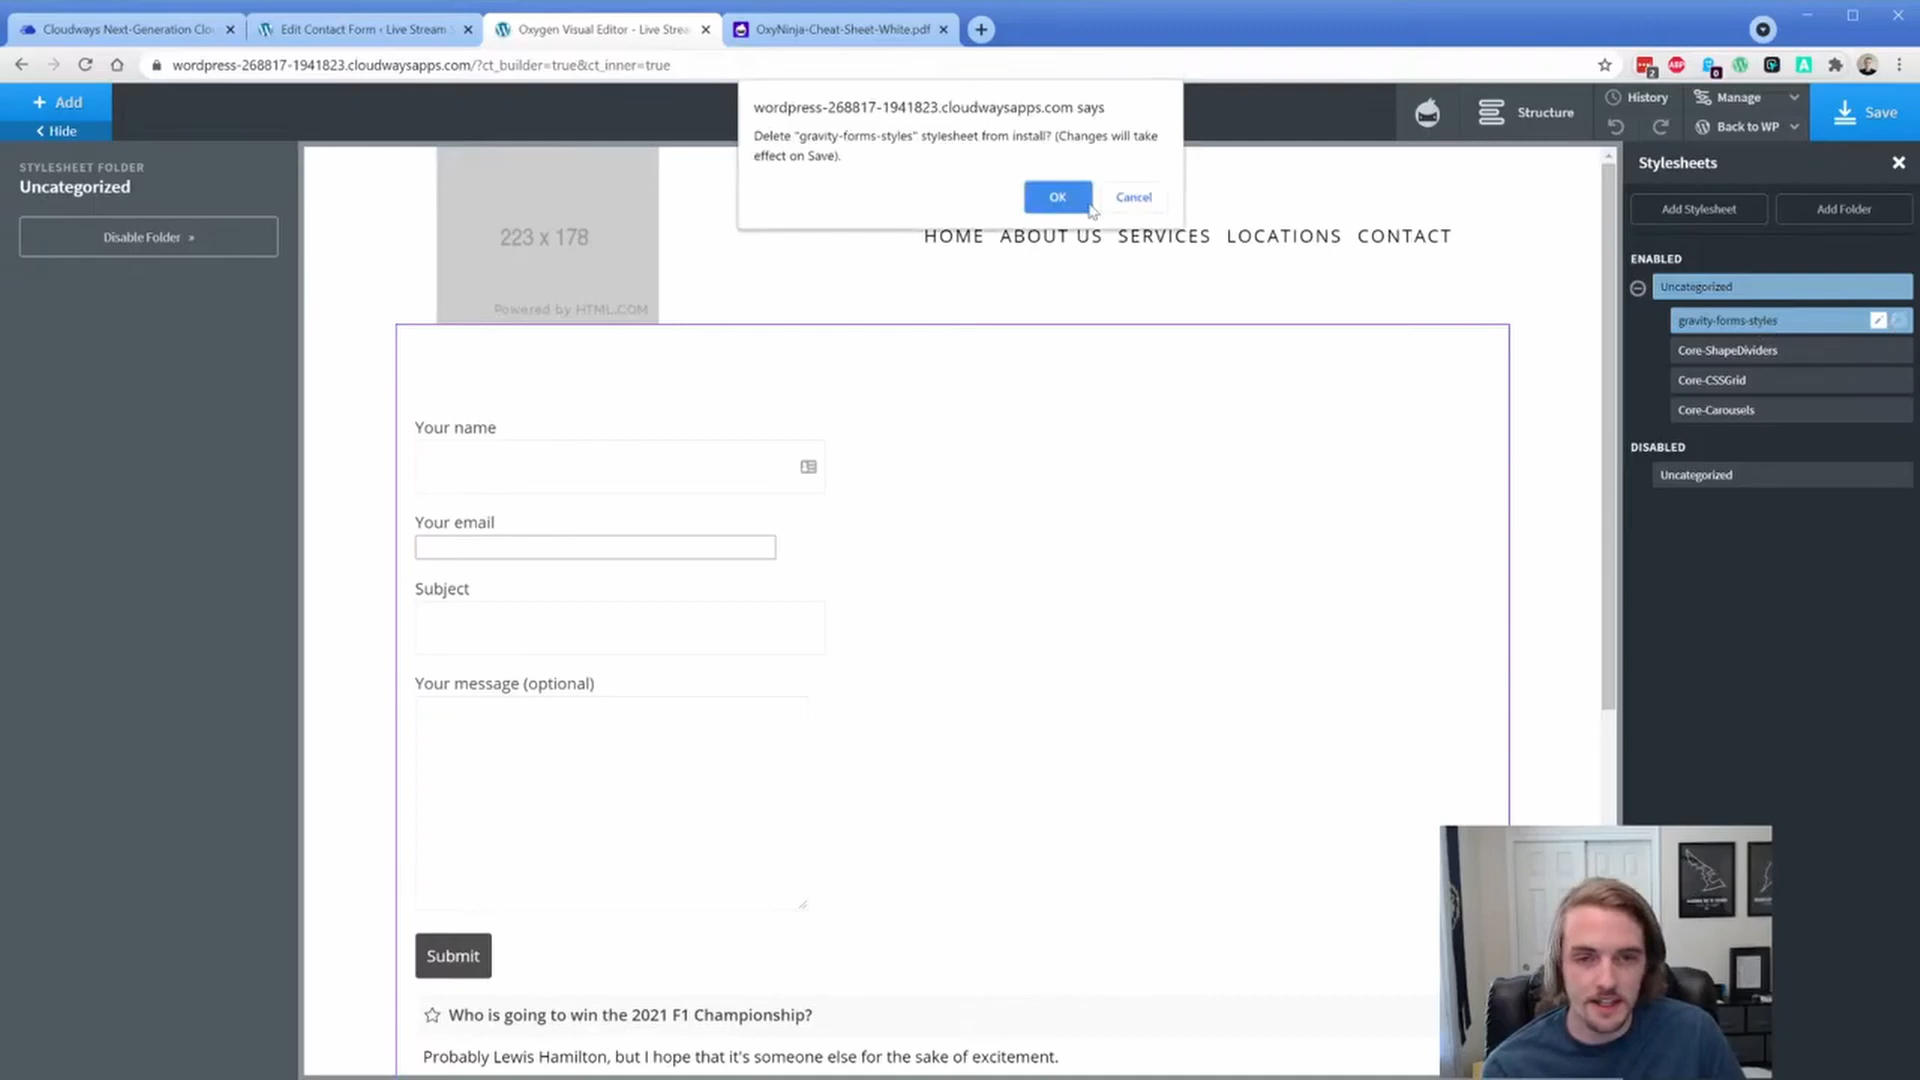 Cloudways Next-Generation Clo
Edit Contact Form ‹ Live Stream
Oxygen Visual Editor - Live Strea
OxyNinja-Cheat-Sheet-White.pdf
wordpress-268817-1941823.cloudwaysapps.com/?ct_builder=true&ct_inner=true
2
ABP
0
A
+ Add
Hide
wordpress-268817-1941823.cloudwaysapps.com says
Delete "gravity-forms-styles" stylesheet from install? (Changes will take
effect on Save).
OK
Cancel
Structure
History
Manage
Back to WP
Save
STYLESHEET FOLDER
Uncategorized
Disable Folder »
223 x 178
Powered by HTML.COM
HOME ABOUT US SERVICES LOCATIONS CONTACT
Your name
Your email
Subject
Your message (optional)
Submit
Who is going to win the 2021 F1 Championship?
Probably Lewis Hamilton, but I hope that it's someone else for the sake of excitement.
Stylesheets
Add Stylesheet
Add Folder
ENABLED
Uncategorized
gravity-forms-styles
Core-ShapeDividers
Core-CSSGrid
Core-Carousels
DISABLED
Uncategorized